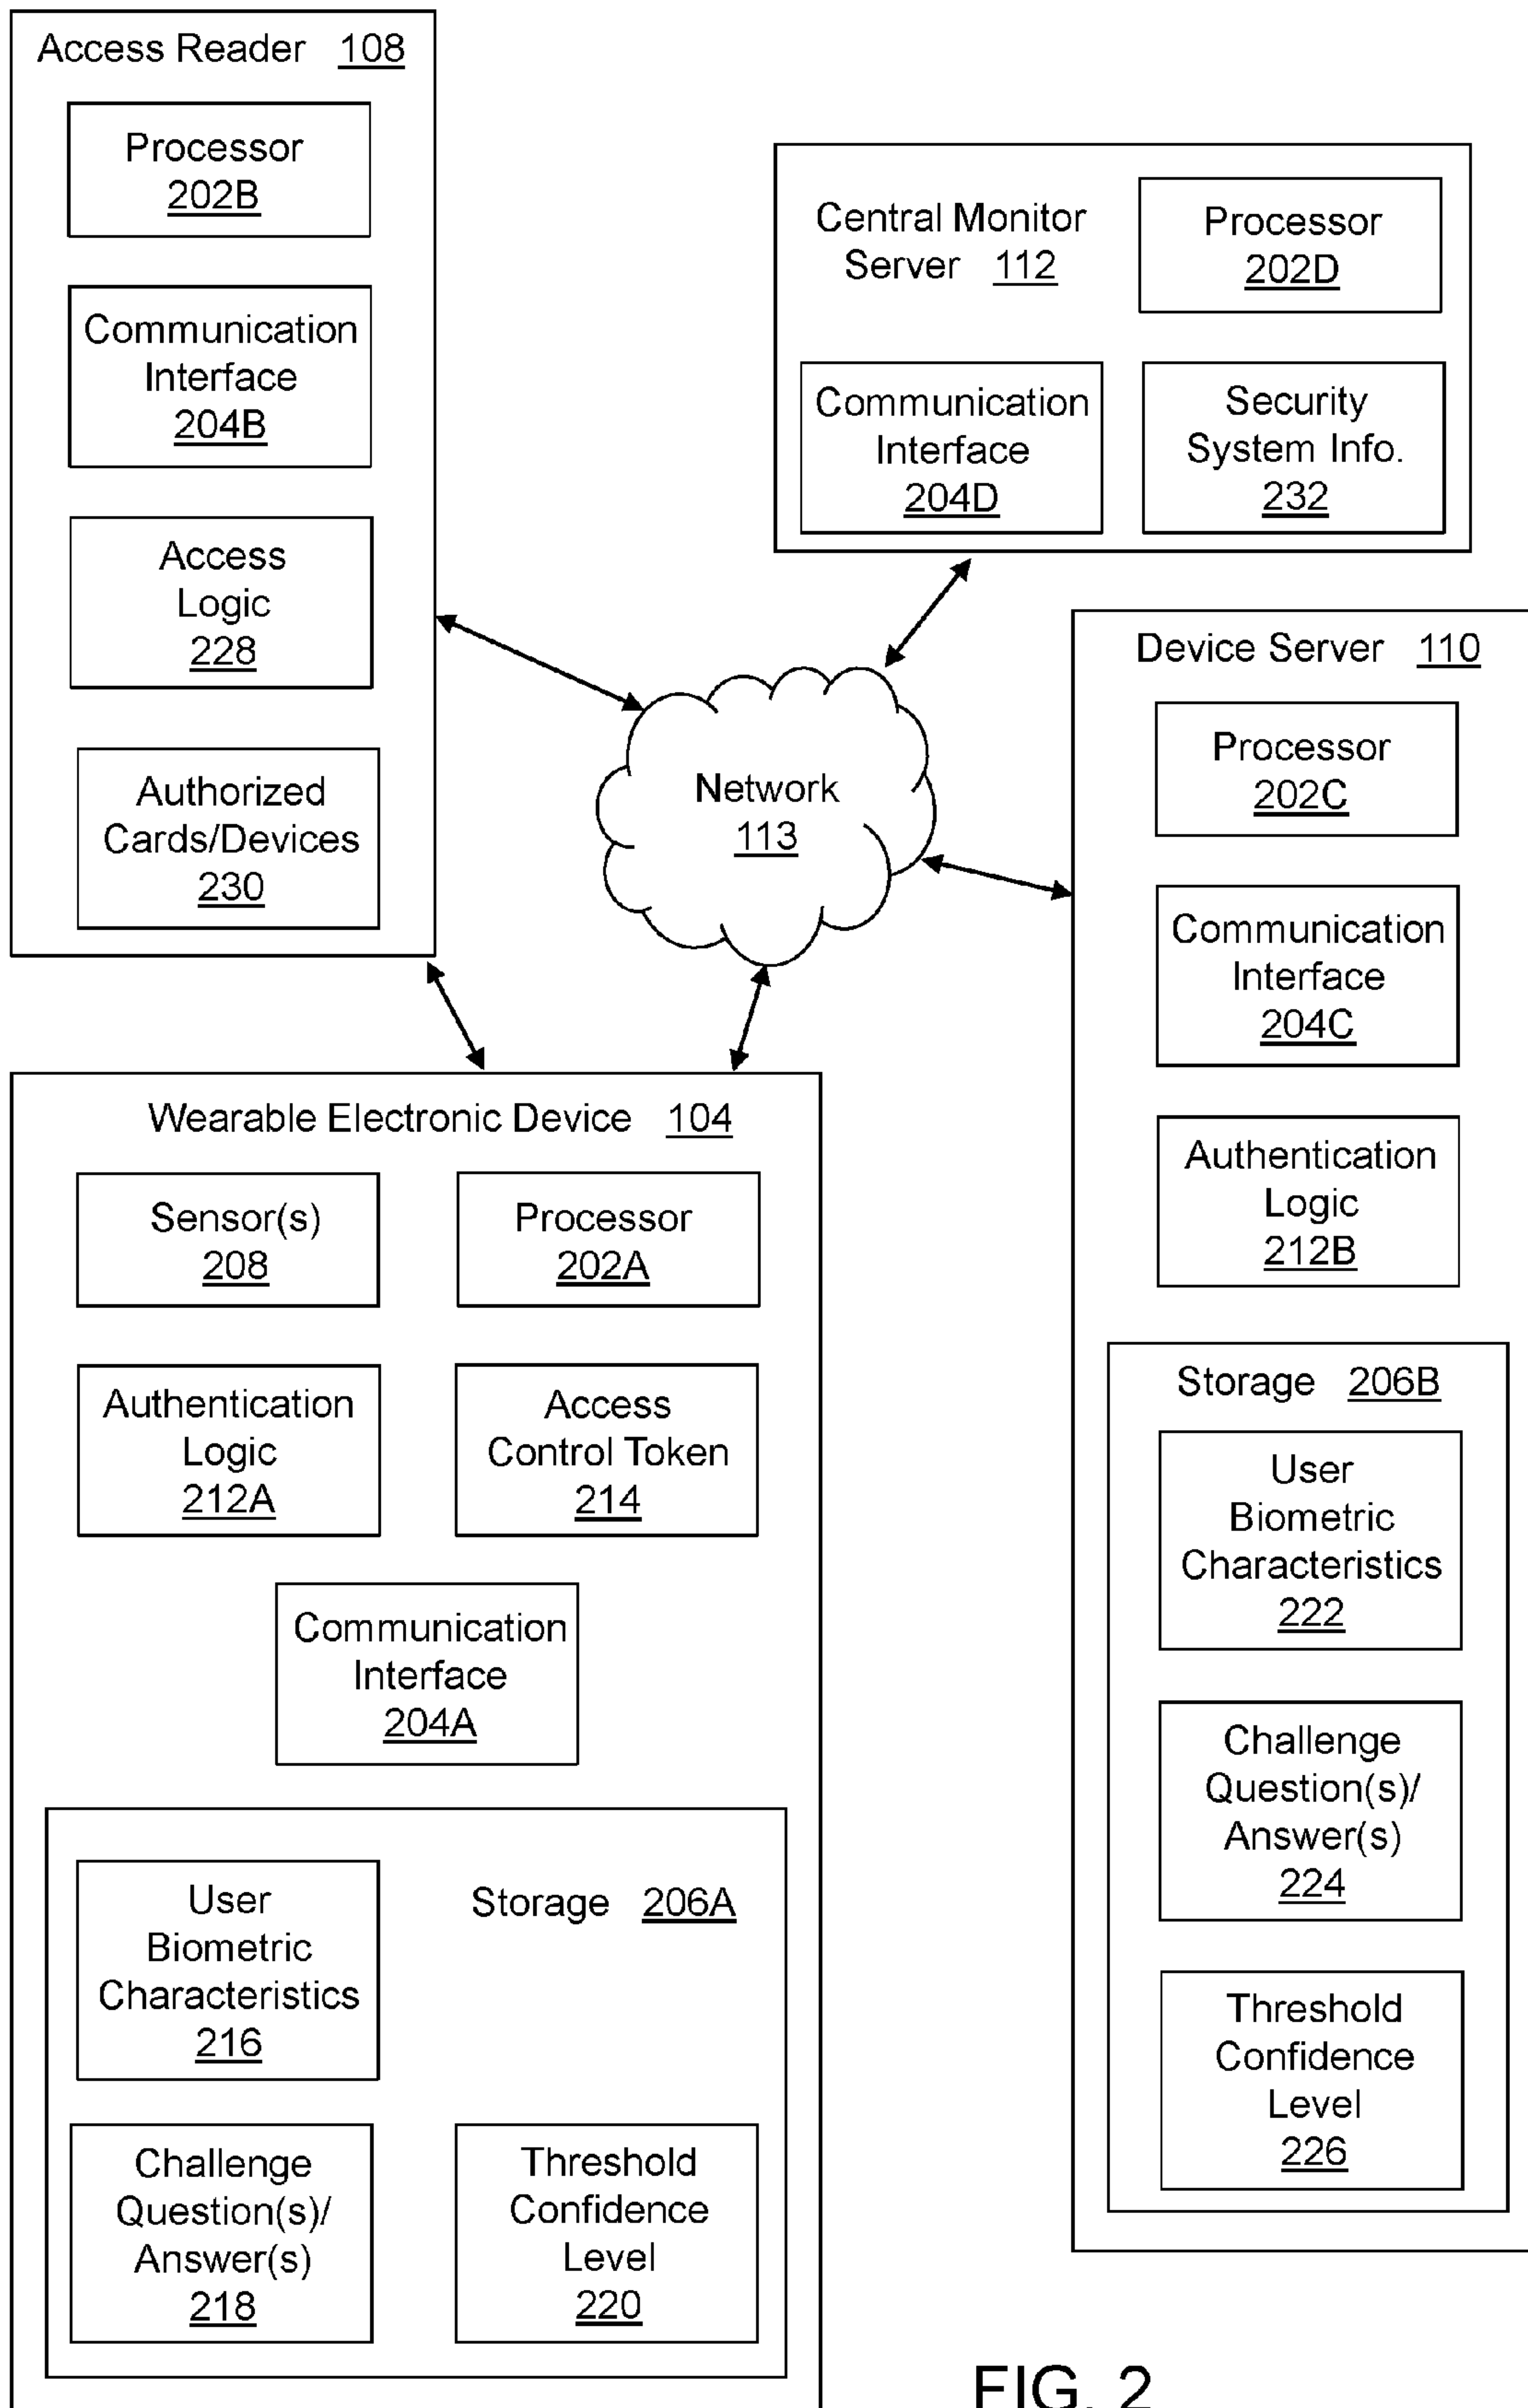 Access Reader 108
Processor
202B
Communication
Interface
204B
Access
Logic
228
Authorized
Cards/Devices
230
Central Monitor
Server 112
Processor
202D
Communication
Interface
204D
Security
System Info.
232
Network
113
Device Server 110
Processor
202C
Communication
Interface
204C
Authentication
Logic
212B
Storage 206B
User
Biometric
Characteristics
222
Challenge
Question(s)/
Answer(s)
224
Threshold
Confidence
Level
226
Wearable Electronic Device 104
Sensor(s)
208
Processor
202A
Authentication
Logic
212A
Access
Control Token
214
Communication
Interface
204A
Storage 206A
User
Biometric
Characteristics
216
Challenge
Question(s)/
Answer(s)
218
Threshold
Confidence
Level
220
FIG. 2